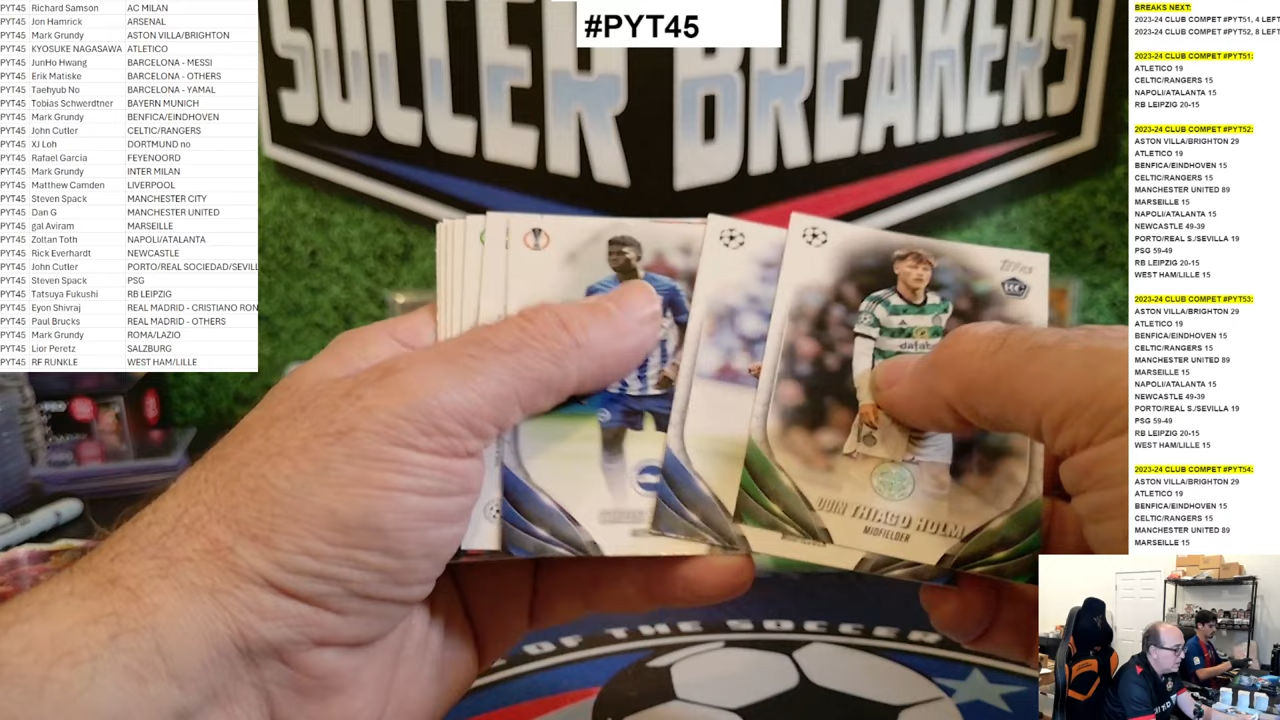 PYT45 Richard Samson AC MILAN
PYT45 Jon Hamrick ARSENAL
PYT45 Mark Grundy ASTON VILLA/BRIGHTON
PYT45 KYOSUKE NAGASAWA ATLETICO
PYT45 JunHo Hwang BARCELONA - MESSI
PYT45 Erik Matiske BARCELONA - OTHERS
PYT45 Taehyub No BARCELONA - YAMAL
PYT45 Tobias Schwerdtner BAYERN MUNICH
PYT45 Mark Grundy BENFICA/EINDHOVEN
PYT45 John Cutler CELTIC/RANGERS
PYT45 XJ Loh DORTMUND no
PYT45 Rafael Garcia FEYENOORD
PYT45 Mark Grundy INTER MILAN
PYT45 Matthew Camden LIVERPOOL
PYT45 Steven Spack MANCHESTER CITY
PYT45 Dan G MANCHESTER UNITED
PYT45 gal Aviram MARSEILLE
PYT45 Zoltan Toth NAPOLI/ATALANTA
PYT45 Rick Everhardt NEWCASTLE
PYT45 John Cutler PORTO/REAL SOCIEDAD/SEVILL
PYT45 Steven Spack PSG
PYT45 Tatsuya Fukushi RB LEIPZIG
PYT45 Eyon Shivraj REAL MADRID - CRISTIANO RON
PYT45 Paul Brucks REAL MADRID - OTHERS
PYT45 Mark Grundy ROMA/LAZIO
PYT45 Lior Peretz SALZBURG
PYT45 RF RUNKLE WEST HAM/LILLE
#PYT45
SOCCER BREAKERS
TOPPS
RC
dafab
ODIN THIAGO HOLM
MIDFIELDER
OF THE SOCCER
BREAKS NEXT:
2023-24 CLUB COMPET #PYT51, 4 LEFT
2023-24 CLUB COMPET #PYT52, 8 LEFT
2023-24 CLUB COMPET #PYT51:
ATLETICO 19
CELTIC/RANGERS 15
NAPOLI/ATALANTA 15
RB LEIPZIG 20-15
2023-24 CLUB COMPET #PYT52:
ASTON VILLA/BRIGHTON 29
ATLETICO 19
BENFICA/EINDHOVEN 15
CELTIC/RANGERS 15
MANCHESTER UNITED 89
MARSEILLE 15
NAPOLI/ATALANTA 15
NEWCASTLE 49-39
PORTO/REAL S./SEVILLA 19
PSG 59-49
RB LEIPZIG 20-15
WEST HAM/LILLE 15
2023-24 CLUB COMPET #PYT53:
ASTON VILLA/BRIGHTON 29
ATLETICO 19
BENFICA/EINDHOVEN 15
CELTIC/RANGERS 15
MANCHESTER UNITED 89
MARSEILLE 15
NAPOLI/ATALANTA 15
NEWCASTLE 49-39
PORTO/REAL S./SEVILLA 19
PSG 59-49
RB LEIPZIG 20-15
WEST HAM/LILLE 15
2023-24 CLUB COMPET #PYT54:
ASTON VILLA/BRIGHTON 29
ATLETICO 19
BENFICA/EINDHOVEN 15
CELTIC/RANGERS 15
MANCHESTER UNITED 89
MARSEILLE 15